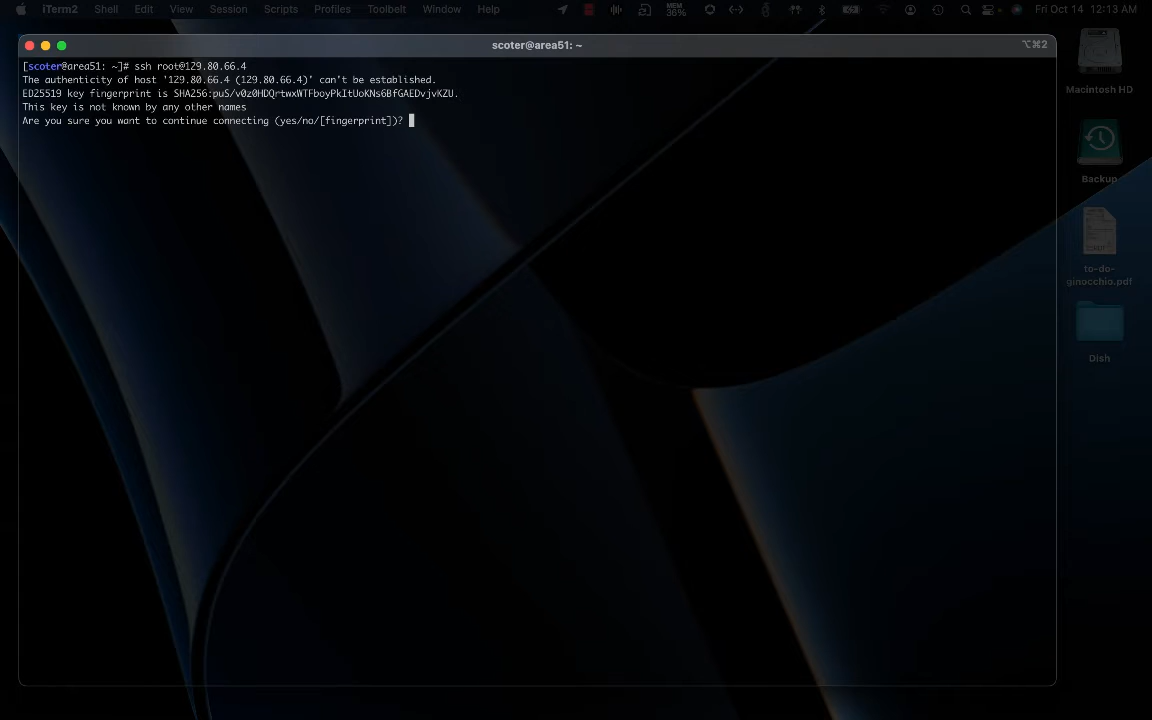 iTerm2 Shell Edit View Session Scripts Profiles Toolbelt Window Help MEM 36% Fri Oct 14 12:13 AM
scoter@area51: ~ ⌥⌘2
[scoter@area51: ~]# ssh root@129.80.66.4
The authenticity of host '129.80.66.4 (129.80.66.4)' can't be established.
ED25519 key fingerprint is SHA256:puS/v0z0HDQrtwxWTFboyPkItUoKNs6BfGAEDvjvKZU.
This key is not known by any other names
Are you sure you want to continue connecting (yes/no/[fingerprint])?
Macintosh HD
Backup
to-do-
ginocchio.pdf
Dish